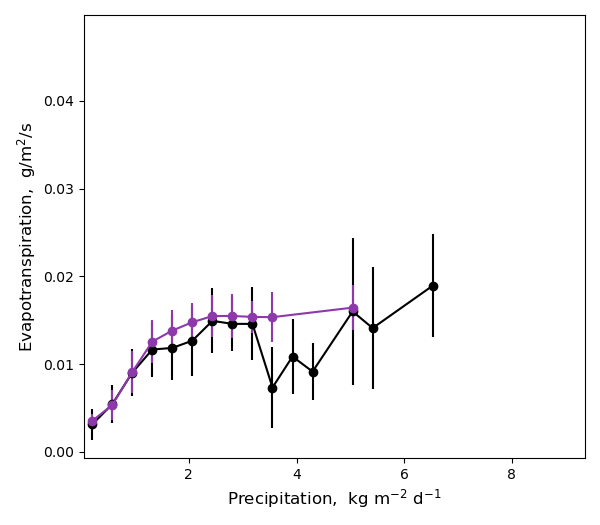 0.04
0.03
0.02
0.01
0.00
2 4 6 8
Evapotranspiration, g/m²/s
Precipitation, kg m⁻² d⁻¹